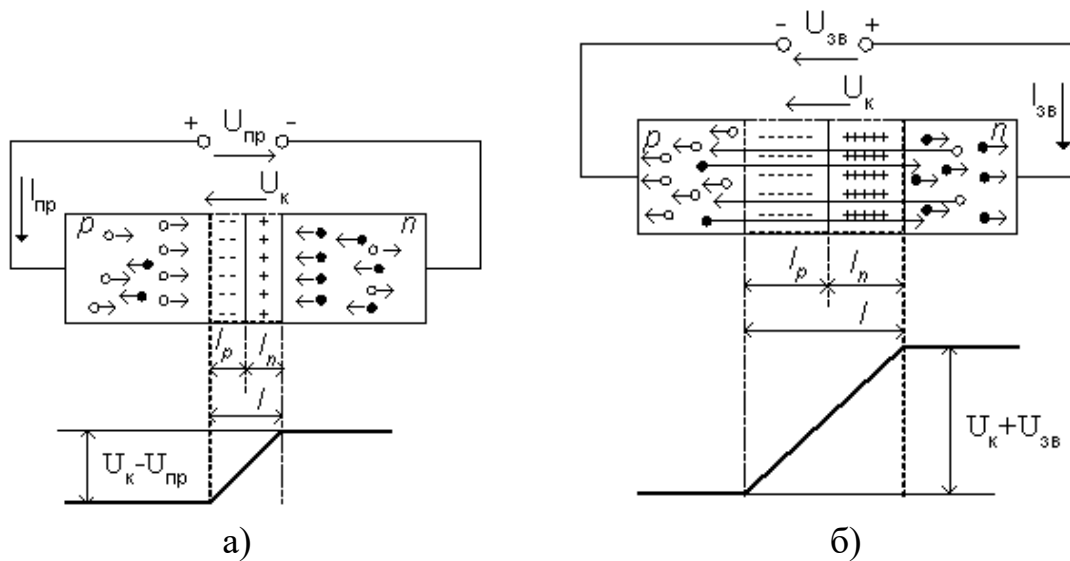 + Uпр -
Uк
Iпр
p n
-- +
-- +
-- +
-- +
-- +
-- +
lp ln
l
Uк-Uпр
а)
- Uзв +
Uк
Iзв
p n
------ +++++
------ +++++
------ +++++
------ +++++
------ +++++
lp ln
l
Uк+Uзв
б)